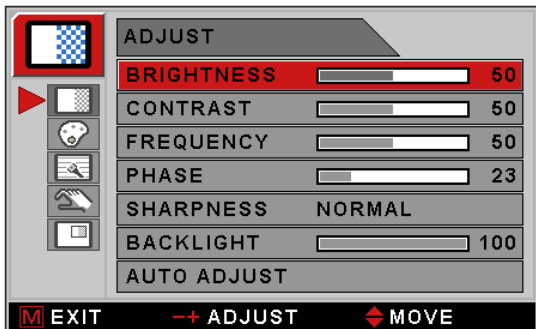 ADJUST
BRIGHTNESS 50
CONTRAST 50
FREQUENCY 50
PHASE 23
SHARPNESS NORMAL
BACKLIGHT 100
AUTO ADJUST
M EXIT −+ ADJUST MOVE